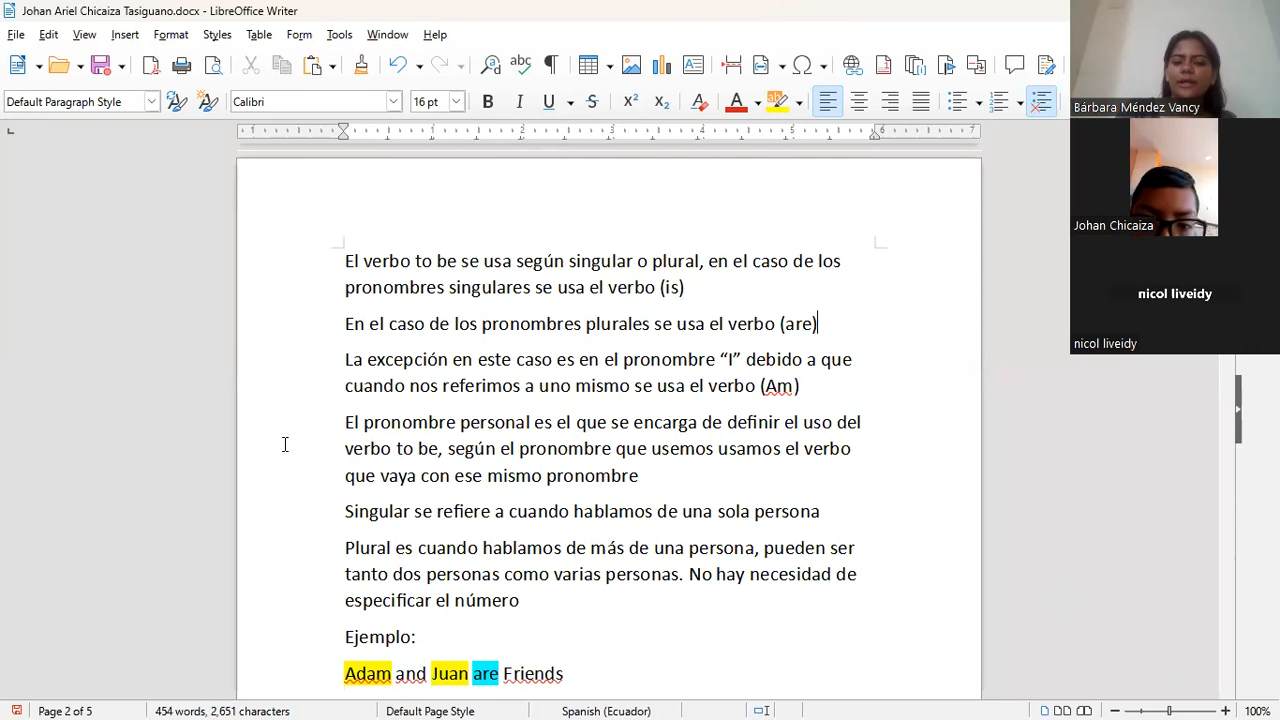 Johan Ariel Chicaiza Tasiguano.docx - LibreOffice Writer
File Edit View Insert Format Styles Table Form Tools Window Help
Default Paragraph Style Calibri 16 pt
1 1 2 3 4 5 6 7
El verbo to be se usa según singular o plural, en el caso de los
pronombres singulares se usa el verbo (is)
En el caso de los pronombres plurales se usa el verbo (are)
La excepción en este caso es en el pronombre “I” debido a que
cuando nos referimos a uno mismo se usa el verbo (Am)
El pronombre personal es el que se encarga de definir el uso del
verbo to be, según el pronombre que usemos usamos el verbo
que vaya con ese mismo pronombre
Singular se refiere a cuando hablamos de una sola persona
Plural es cuando hablamos de más de una persona, pueden ser
tanto dos personas como varias personas. No hay necesidad de
especificar el número
Ejemplo:
Adam and Juan are Friends
Bárbara Méndez Vancy
Johan Chicaiza
nicol liveidy
nicol liveidy
Page 2 of 5 454 words, 2,651 characters Default Page Style Spanish (Ecuador) 100%